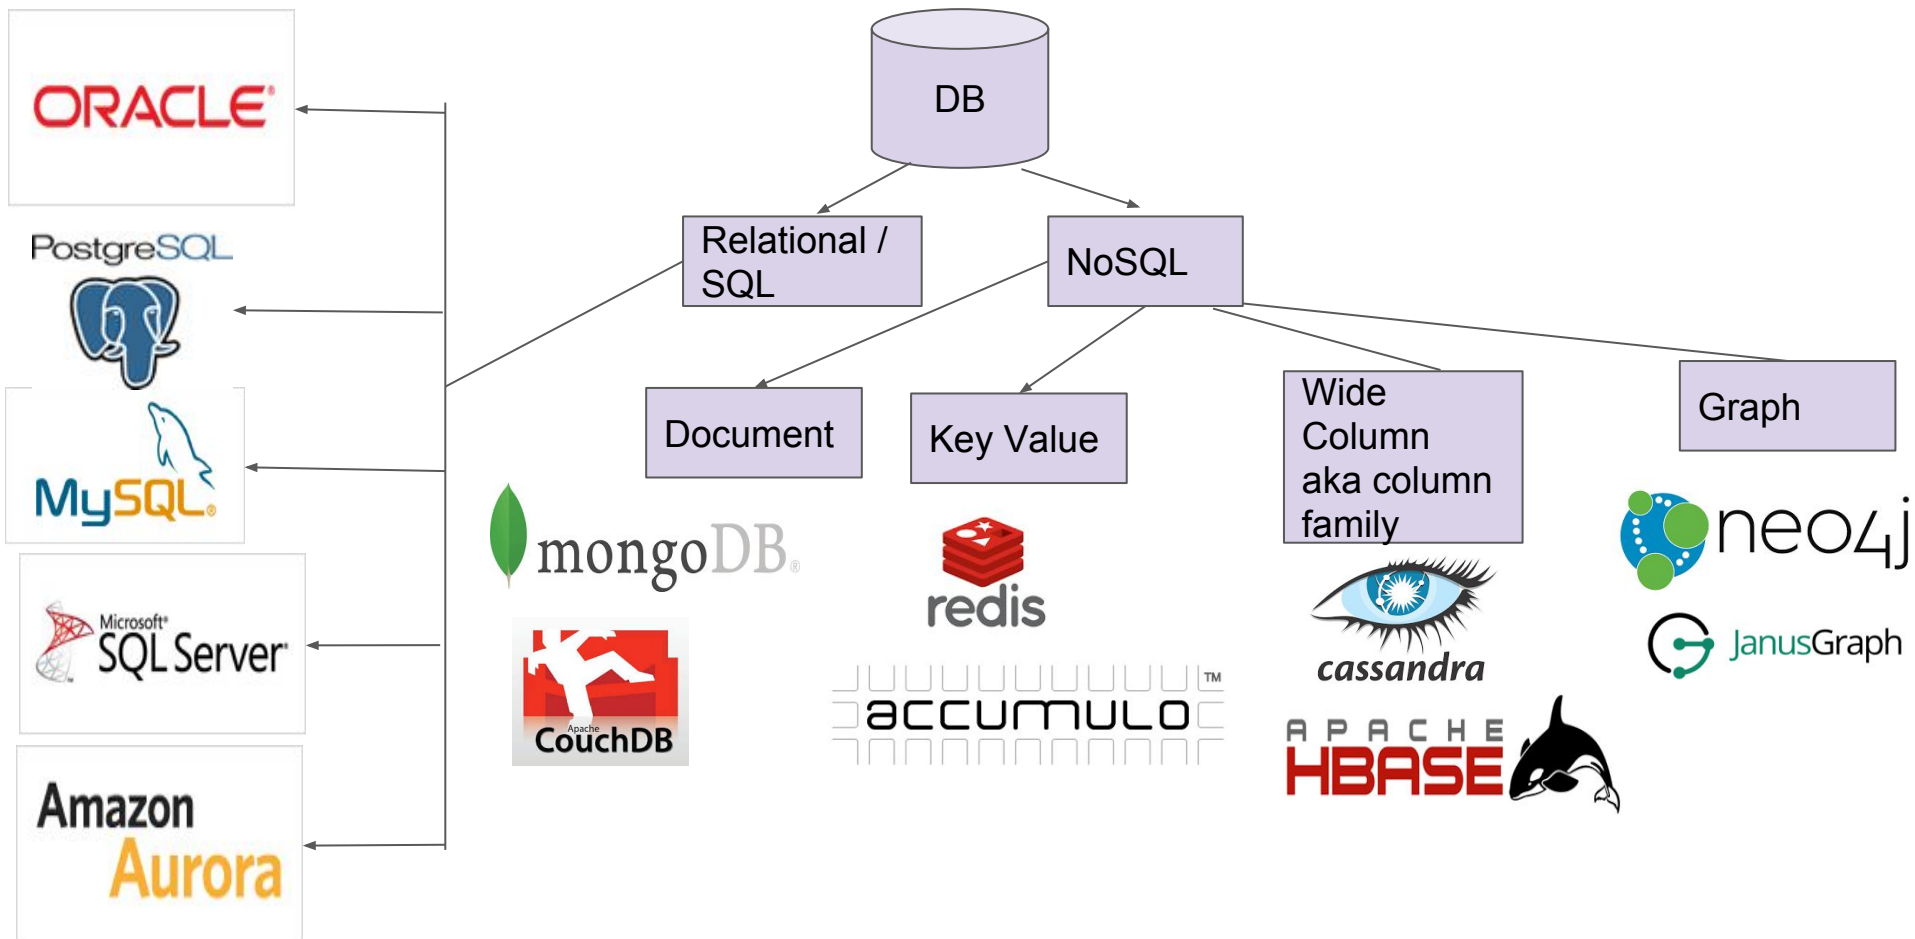 DB
Relational /
SQL
NoSQL
Document
Key Value
Wide
Column
aka column
family
Graph
ORACLE®
PostgreSQL
MySQL®
Microsoft®
SQL Server®
Amazon
Aurora
mongoDB®
Apache
CouchDB
redis
accumulo TM
cassandra
APACHE
HBASE
neo4j
JanusGraph